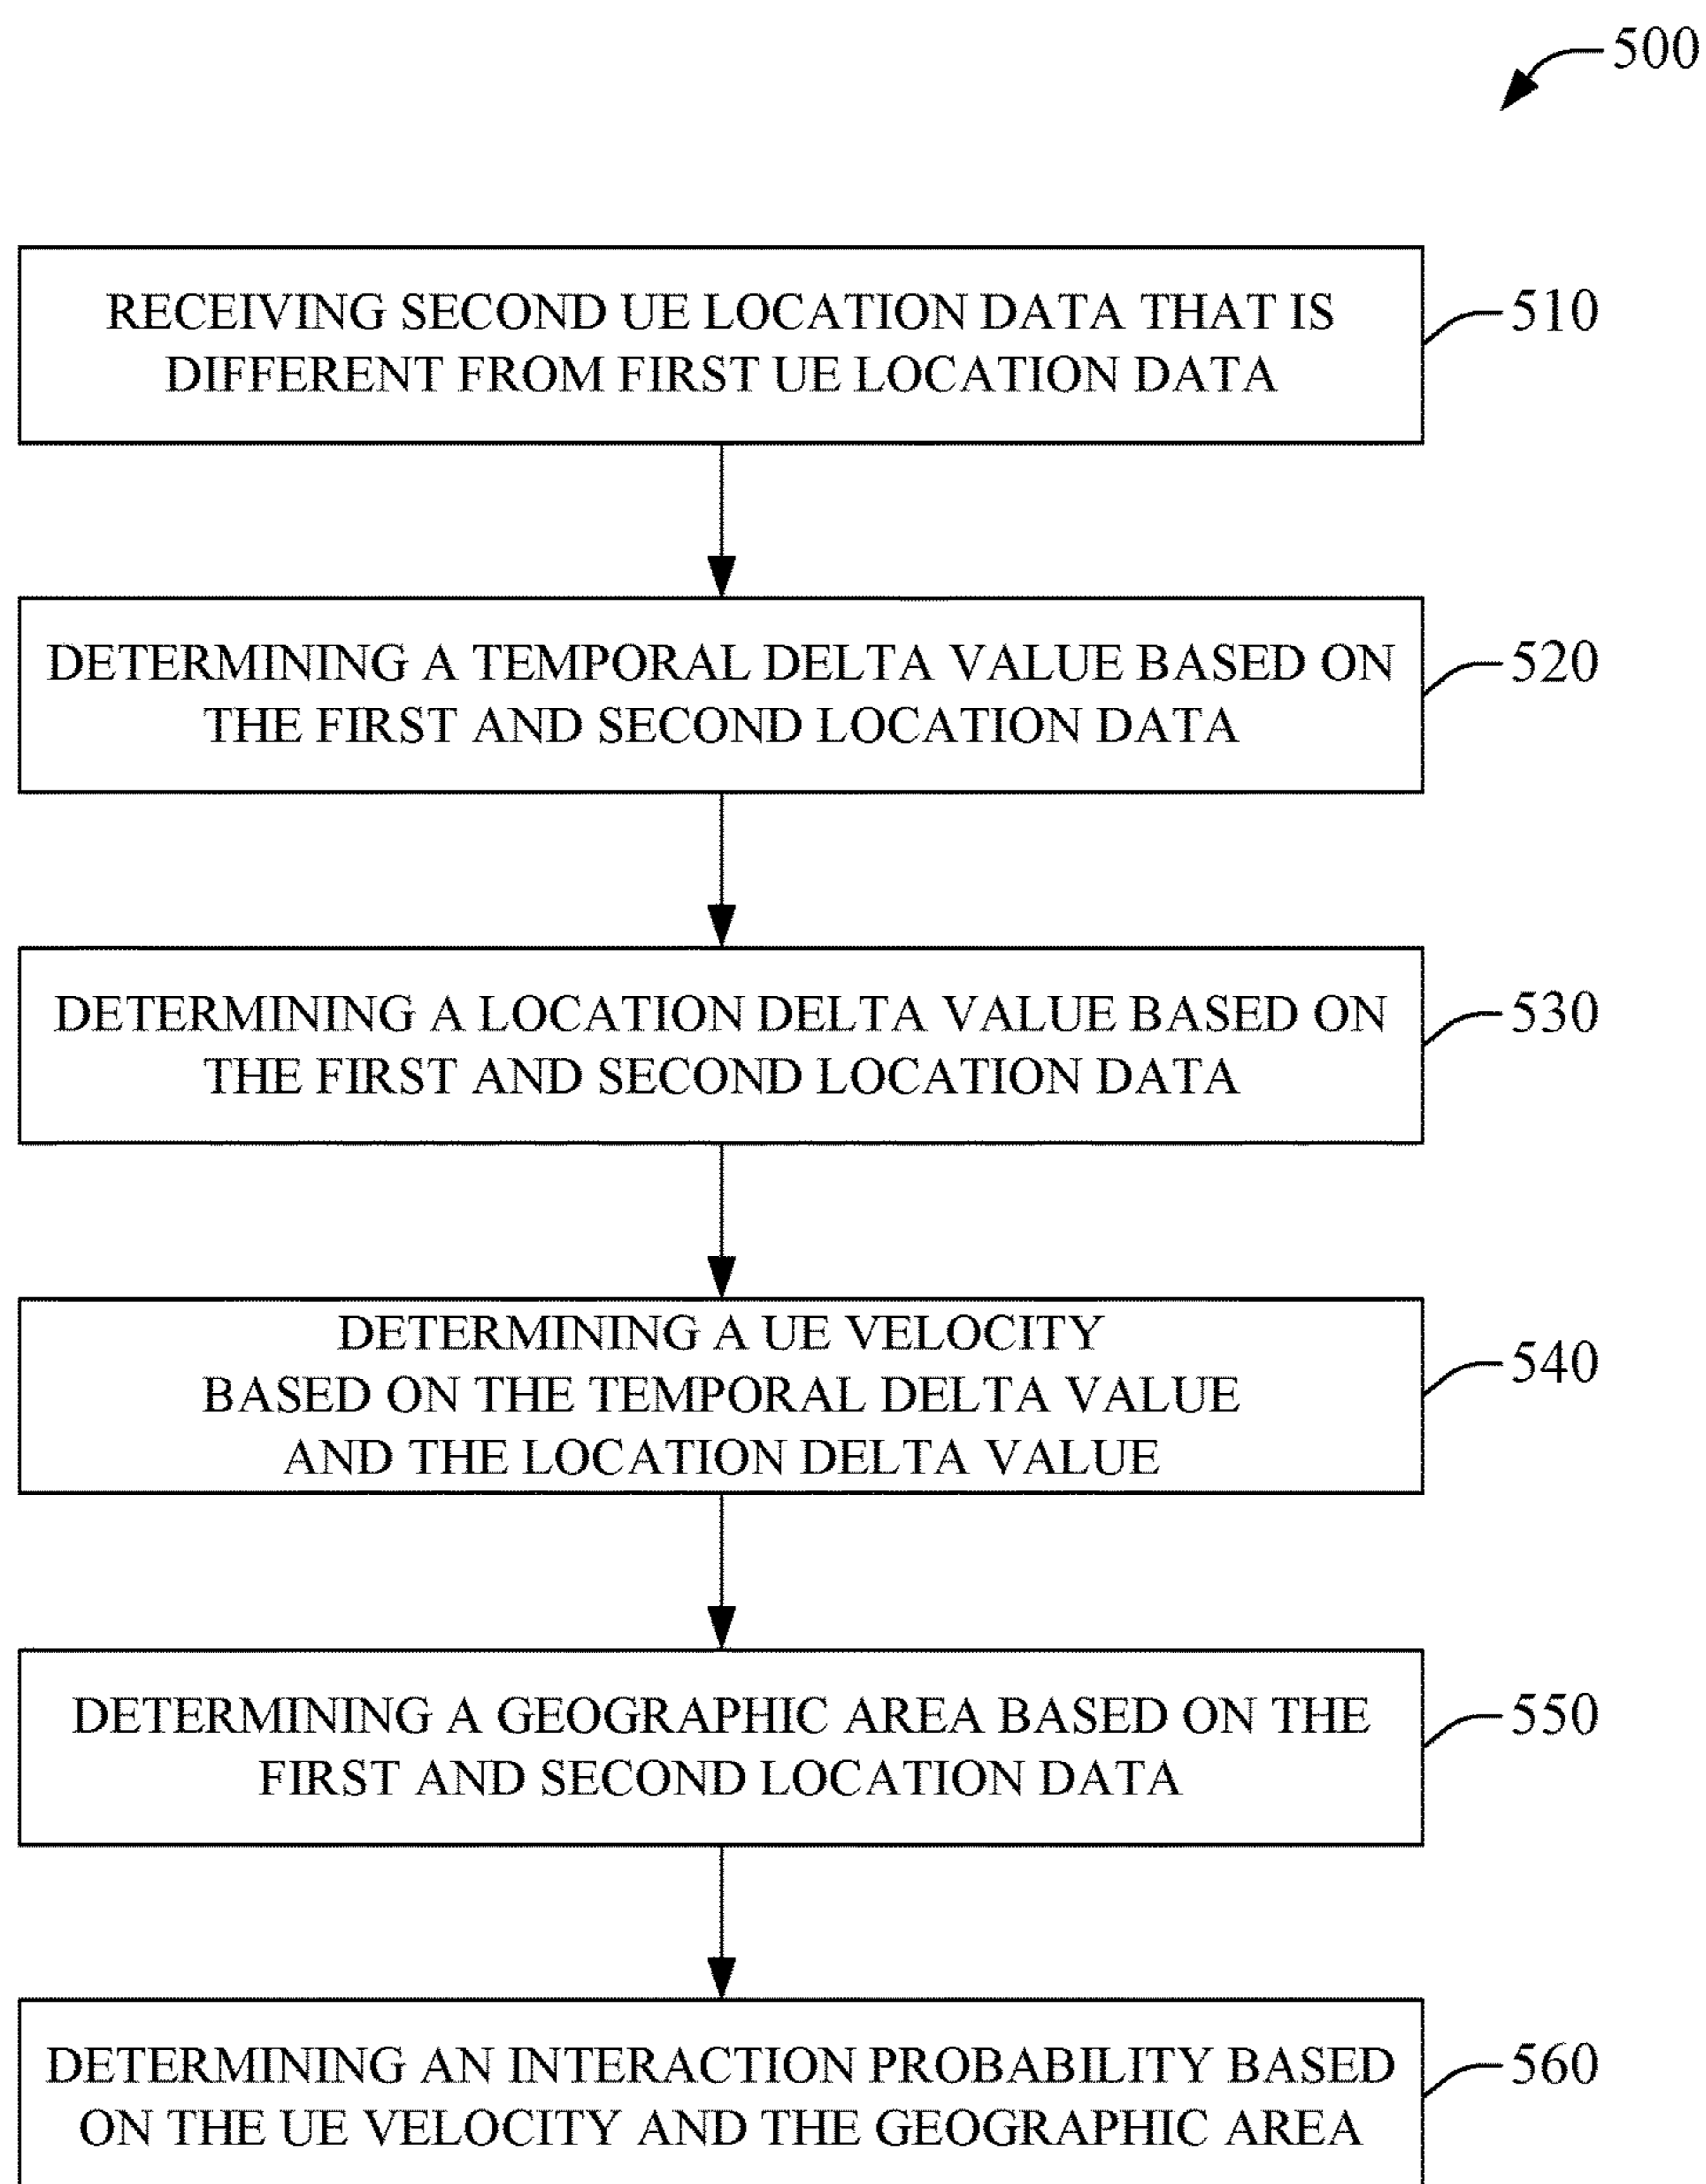 500
RECEIVING SECOND UE LOCATION DATA THAT IS
DIFFERENT FROM FIRST UE LOCATION DATA
510
DETERMINING A TEMPORAL DELTA VALUE BASED ON
THE FIRST AND SECOND LOCATION DATA
520
DETERMINING A LOCATION DELTA VALUE BASED ON
THE FIRST AND SECOND LOCATION DATA
530
DETERMINING A UE VELOCITY
BASED ON THE TEMPORAL DELTA VALUE
AND THE LOCATION DELTA VALUE
540
DETERMINING A GEOGRAPHIC AREA BASED ON THE
FIRST AND SECOND LOCATION DATA
550
DETERMINING AN INTERACTION PROBABILITY BASED
ON THE UE VELOCITY AND THE GEOGRAPHIC AREA
560